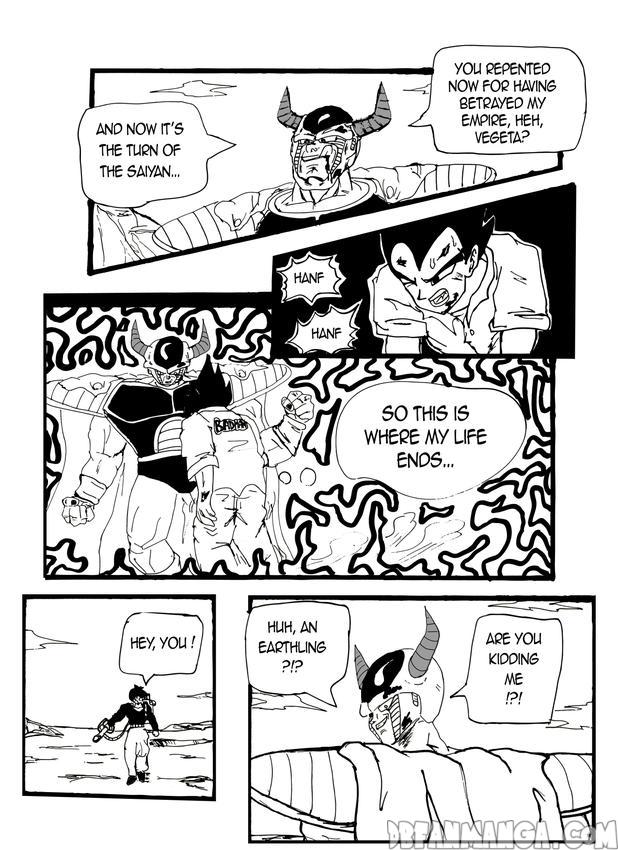 AND NOW IT'S
THE TURN OF
THE SAIYAN...
YOU REPENTED
NOW FOR HAVING
BETRAYED MY
EMPIRE, HEH,
VEGETA?
HANF
HANF
BADMAN
SO THIS IS
WHERE MY LIFE
ENDS...
HEY, YOU !
HUH, AN
EARTHLING
?!?
ARE YOU
KIDDING
ME
?!?
DBFANMANGA.COM